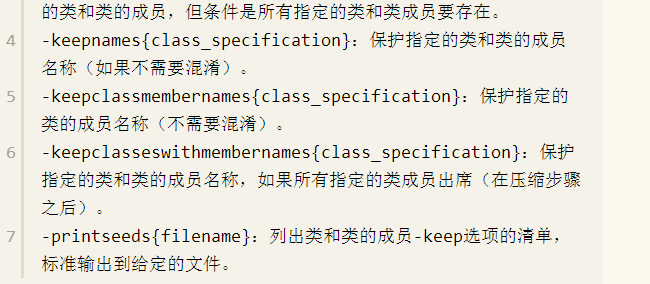 的类和类的成员，但条件是所有指定的类和类成员要存在。
4 -keepnames{class_specification}：保护指定的类和类的成员
名称（如果不需要混淆）。
5 -keepclassmembernames{class_specification}：保护指定的
类的成员名称（不需要混淆）。
6 -keepclasseswithmembernames{class_specification}：保护
指定的类和类的成员名称，如果所有指定的类成员出席（在压缩步骤
之后）。
7 -printseeds{filename}：列出类和类的成员-keep选项的清单，
标准输出到给定的文件。